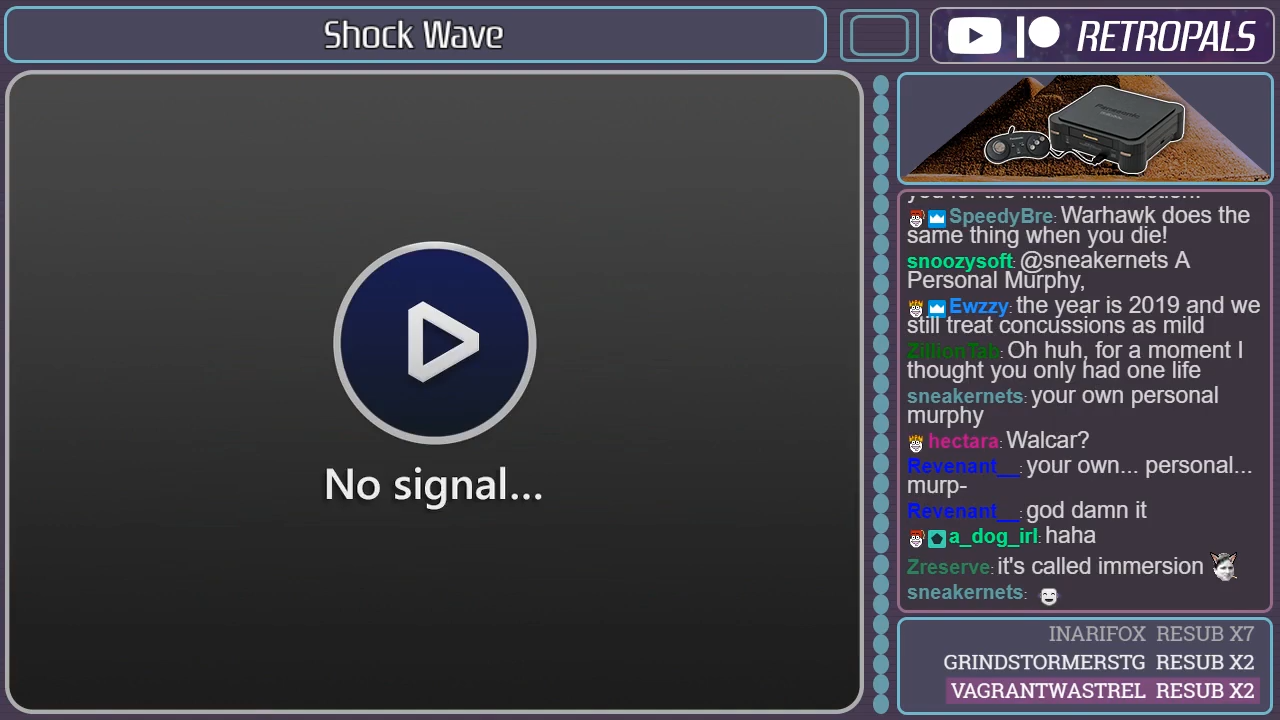 Shock Wave
RETROPALS
No signal...
SpeedyBre: Warhawk does the
same thing when you die!
snoozysoft: @sneakernets A
Personal Murphy,
Ewzzy: the year is 2019 and we
still treat concussions as mild
ZillionTab: Oh huh, for a moment I
thought you only had one life
sneakernets: your own personal
murphy
hectara: Walcar?
Revenant__: your own... personal...
murp-
Revenant__: god damn it
a_dog_irl: haha
Zreserve: it's called immersion
sneakernets:
INARIFOX RESUB X7
GRINDSTORMERSTG RESUB X2
VAGRANTWASTREL RESUB X2